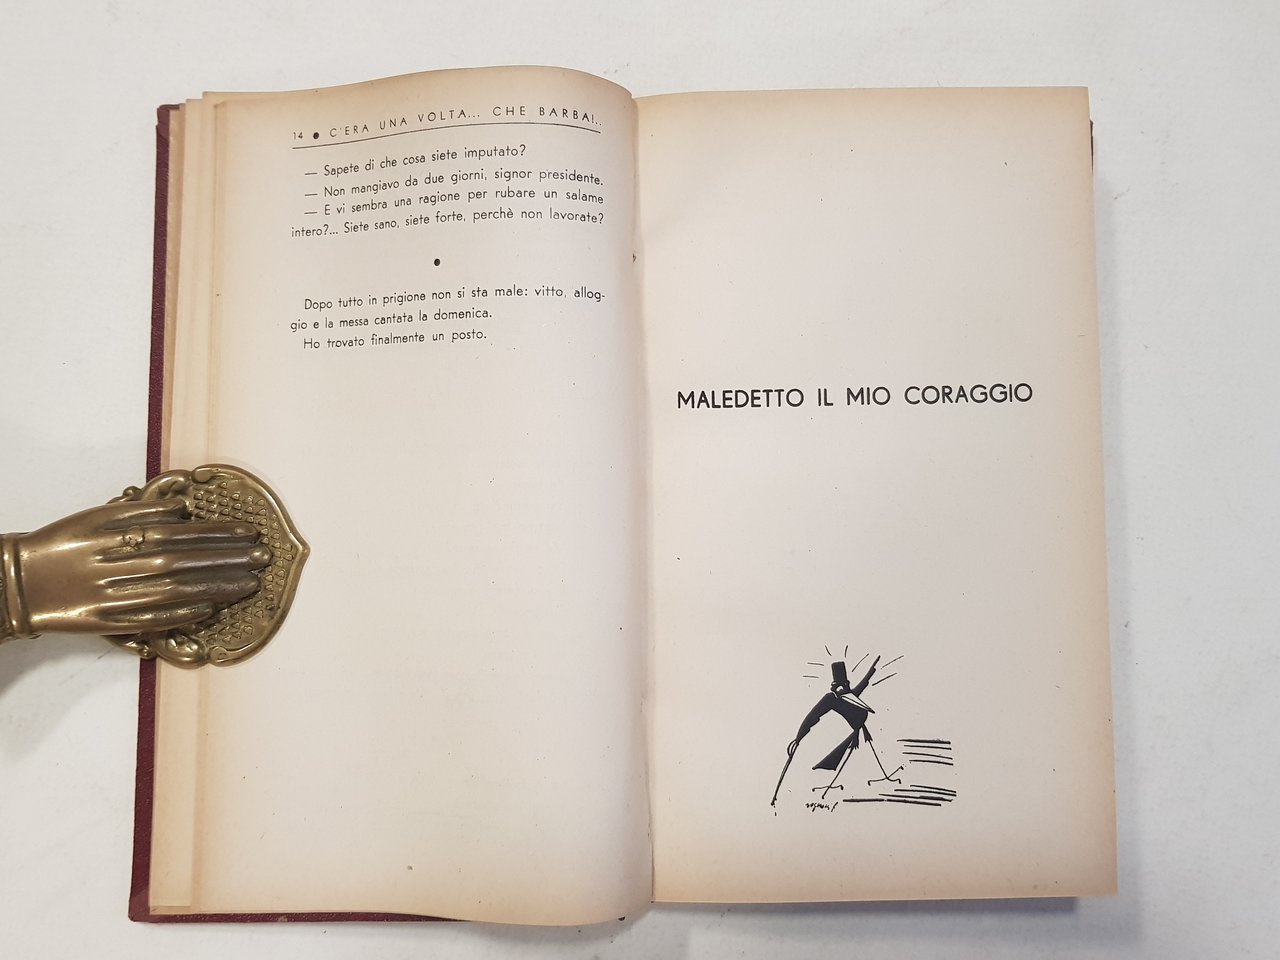 14 ● C'ERA UNA VOLTA... CHE BARBA!..
— Sapete di che cosa siete imputato?
— Non mangiavo da due giorni, signor presidente.
— E vi sembra una ragione per rubare un salame
intero?... Siete sano, siete forte, perchè non lavorate?
●
Dopo tutto in prigione non si sta male: vitto, allog-
gio e la messa cantata la domenica.
Ho trovato finalmente un posto.
MALEDETTO IL MIO CORAGGIO